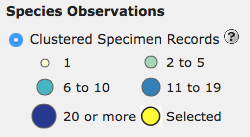 Species Observations
Clustered Specimen Records ?
1 2 to 5
6 to 10 11 to 19
20 or more Selected